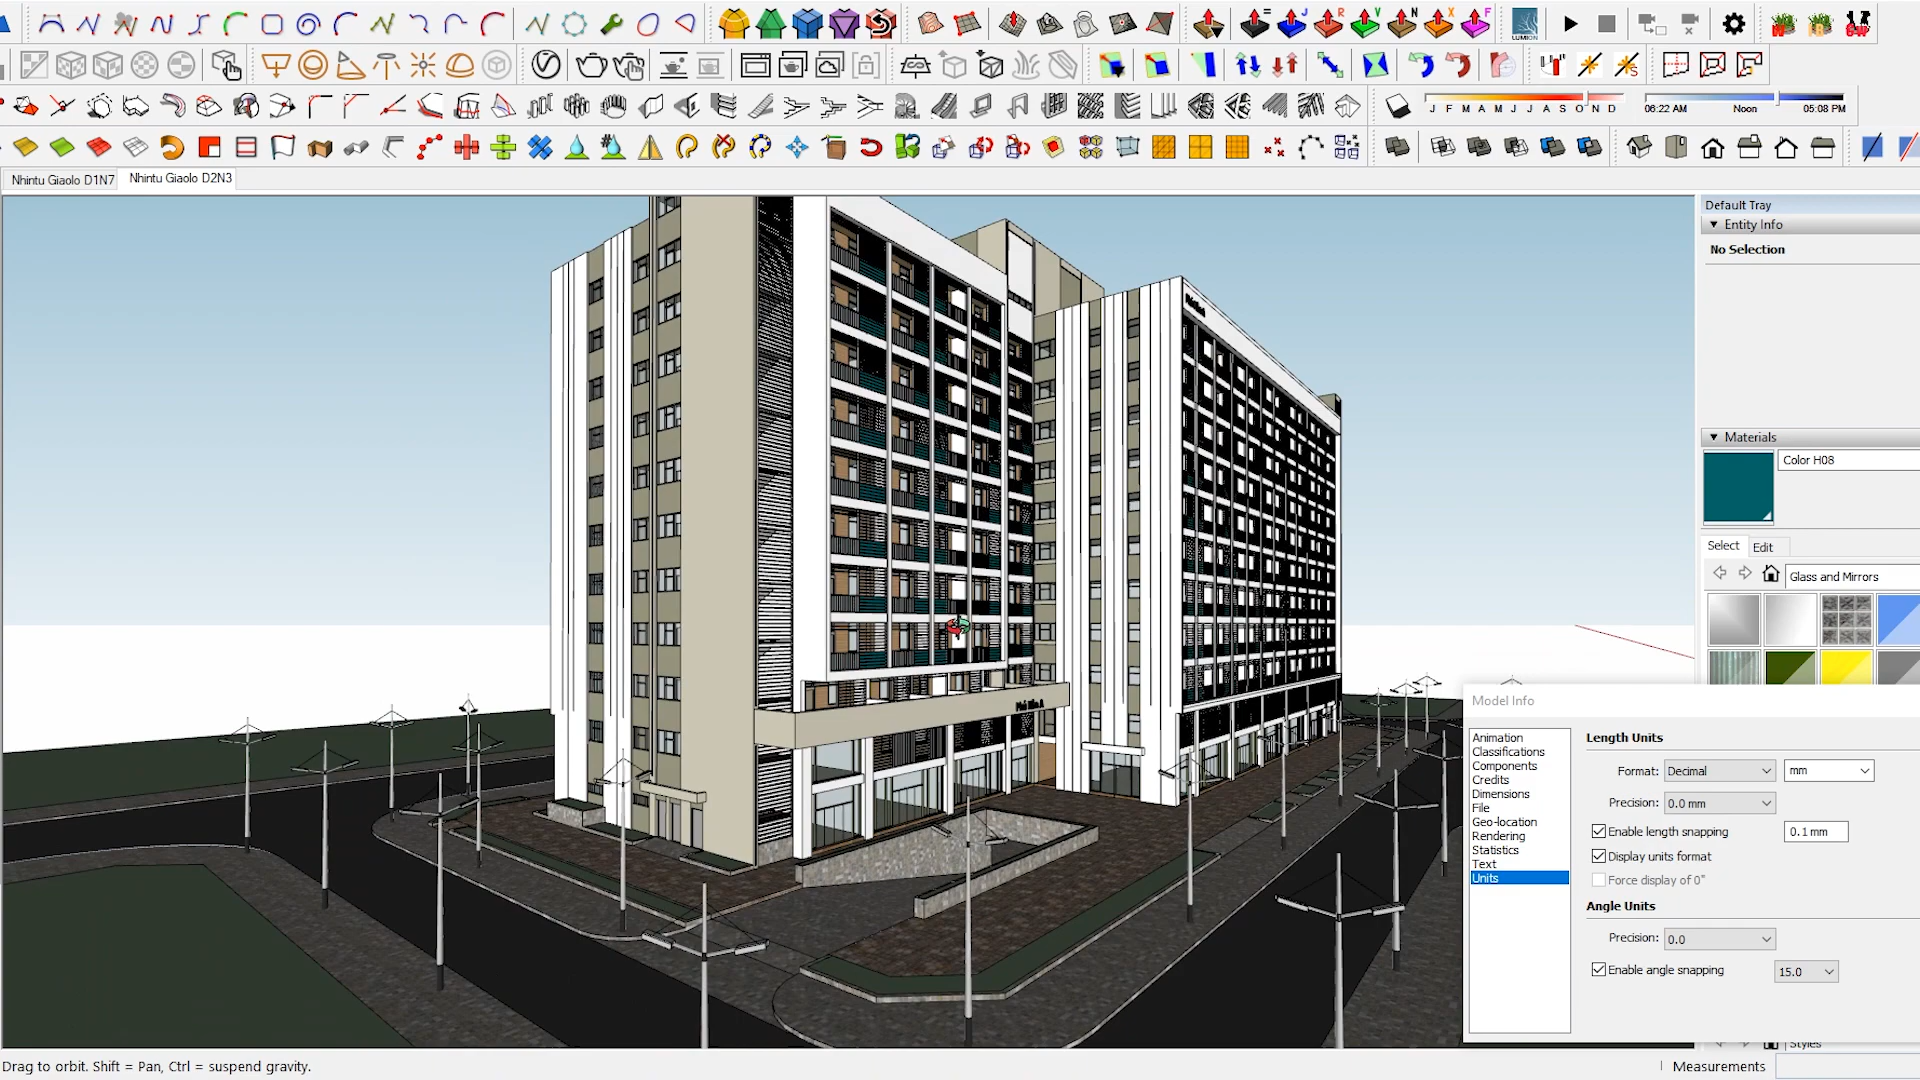 LUMION
J F M A M J J A S O N D
06:22 AM Noon 05:08 PM
Nhintu Giaolo D1N7
Nhintu Giaolo D2N3
Default Tray
Entity Info
No Selection
Materials
Color H08
Select Edit
Glass and Mirrors
Model Info
Animation
Classifications
Components
Credits
Dimensions
File
Geo-location
Rendering
Statistics
Text
Units
Length Units
Format: Decimal mm
Precision: 0.0 mm
Enable length snapping 0.1 mm
Display units format
Force display of 0"
Angle Units
Precision: 0.0
Enable angle snapping 15.0
Styles
Drag to orbit. Shift = Pan, Ctrl = suspend gravity.
Measurements